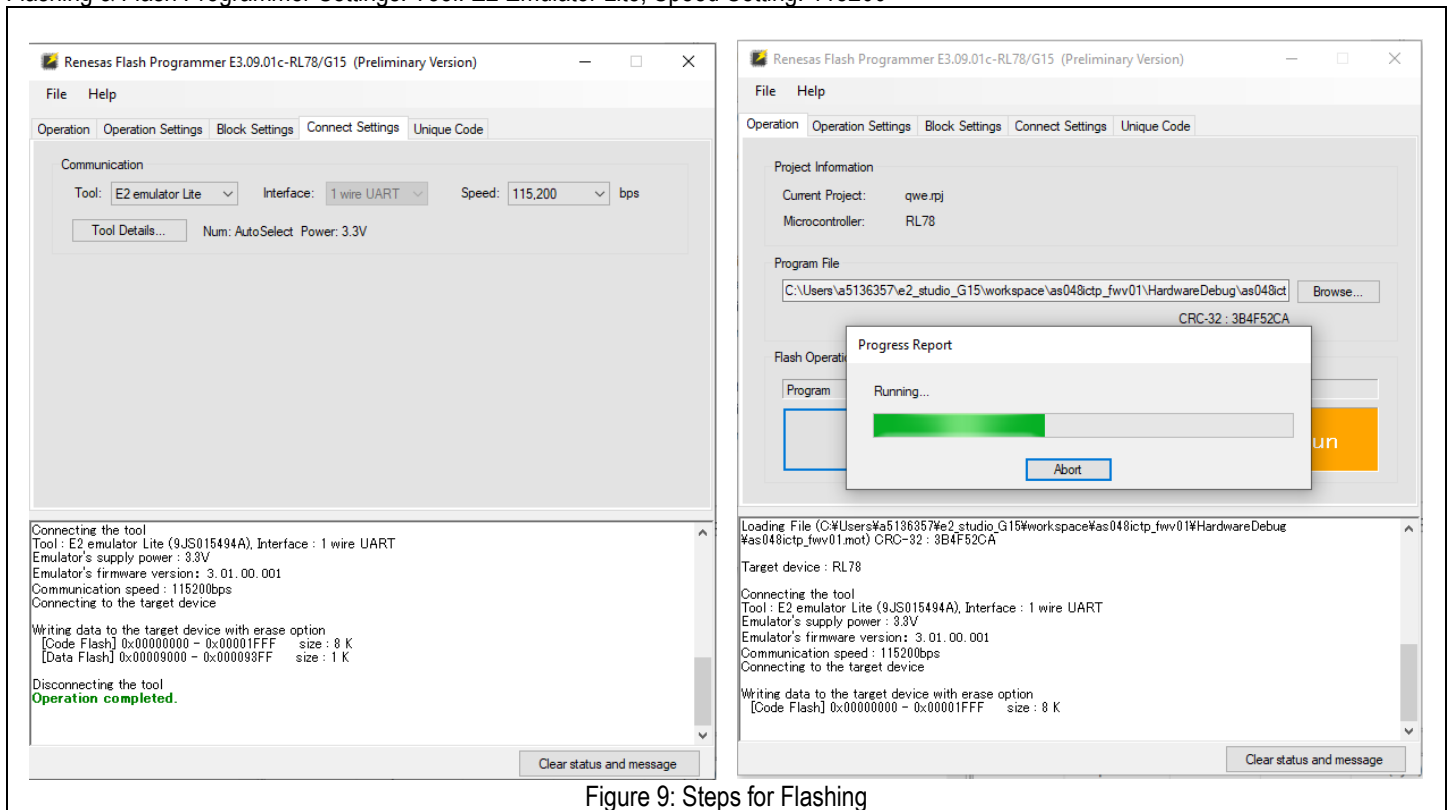 Renesas Flash Programmer E3.09.01c-RL78/G15 (Preliminary Version)
File Help
Operation Operation Settings Block Settings Connect Settings Unique Code
Communication
Tool: E2 emulator Lite Interface: 1 wire UART Speed: 115,200 bps
Tool Details... Num: AutoSelect Power: 3.3V
Connecting the tool
Tool : E2 emulator Lite (9JS015494A), Interface : 1 wire UART
Emulator's supply power : 3.3V
Emulator's firmware version: 3.01.00.001
Communication speed : 115200bps
Connecting to the target device
Writing data to the target device with erase option
[Code Flash] 0x00000000 - 0x00001FFF size : 8 K
[Data Flash] 0x00009000 - 0x000093FF size : 1 K
Disconnecting the tool
Operation completed.
Clear status and message
Renesas Flash Programmer E3.09.01c-RL78/G15 (Preliminary Version)
File Help
Operation Operation Settings Block Settings Connect Settings Unique Code
Project Information
Current Project: qwe.rpj
Microcontroller: RL78
Program File
C:\Users\a5136357\e2_studio_G15\workspace\as048ictp_fwv01\HardwareDebug\as048ict Browse...
CRC-32 : 3B4F52CA
Flash Operati
Program
Progress Report
Running...
Abort
un
Loading File (C:¥Users¥a5136357¥e2_studio_G15¥workspace¥as048ictp_fwv01¥HardwareDebug
¥as048ictp_fwv01.mot) CRC-32 : 3B4F52CA
Target device : RL78
Connecting the tool
Tool : E2 emulator Lite (9JS015494A), Interface : 1 wire UART
Emulator's supply power : 3.3V
Emulator's firmware version: 3.01.00.001
Communication speed : 115200bps
Connecting to the target device
Writing data to the target device with erase option
[Code Flash] 0x00000000 - 0x00001FFF size : 8 K
Clear status and message
Figure 9: Steps for Flashing